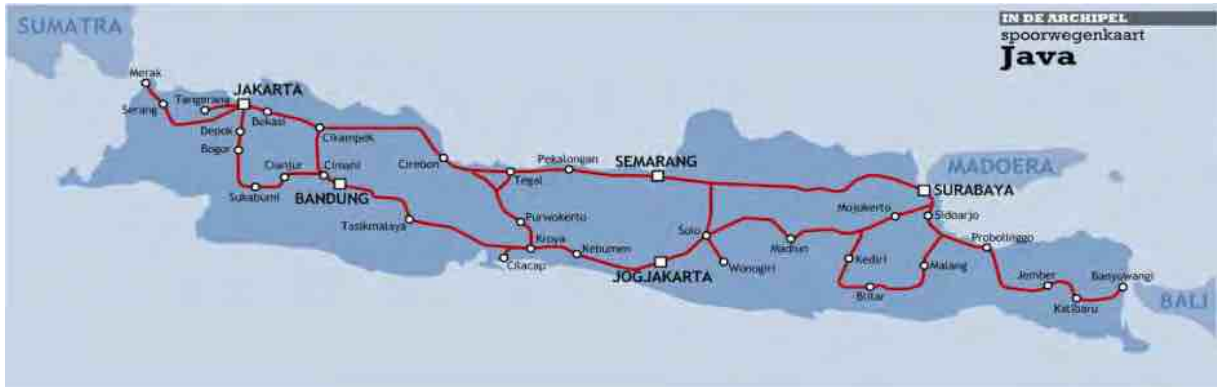 SUMATRA
IN DE ARCHIPEL
spoorwegenkaart
Java
Merak
JAKARTA
Tangerang
Serang
Bekasi
Depok
Cikampek
Bogor
Cirebon
Pekalongan
SEMARANG
MADOERA
Cianjur
Cimahi
Tegal
SURABAYA
Sukabumi
BANDUNG
Mojokerto
Sidoarjo
Tasikmalaya
Purwokerto
Solo
Kroya
Kebumen
Madiun
Probolinggo
Cilacap
JOGJAKARTA
Wonogiri
Kediri
Malang
Jember
Banyuwangi
Blitar
Kalibaru
BALI